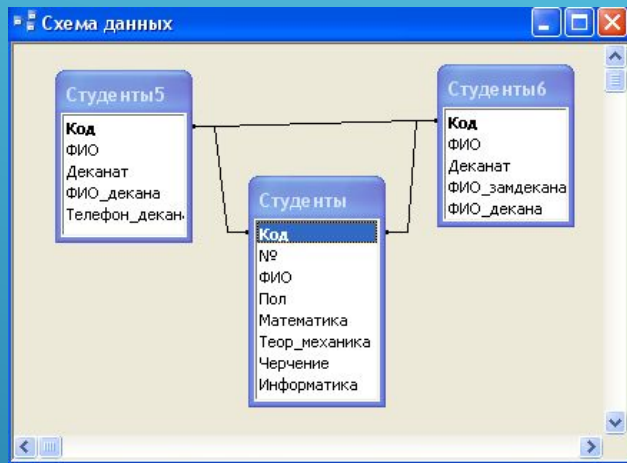 Схема данных
Студенты5
Код
ФИО
Деканат
ФИО_декана
Телефон_декан
Студенты6
Код
ФИО
Деканат
ФИО_замдекана
ФИО_декана
Студенты
Код
№
ФИО
Пол
Математика
Теор_механика
Черчение
Информатика